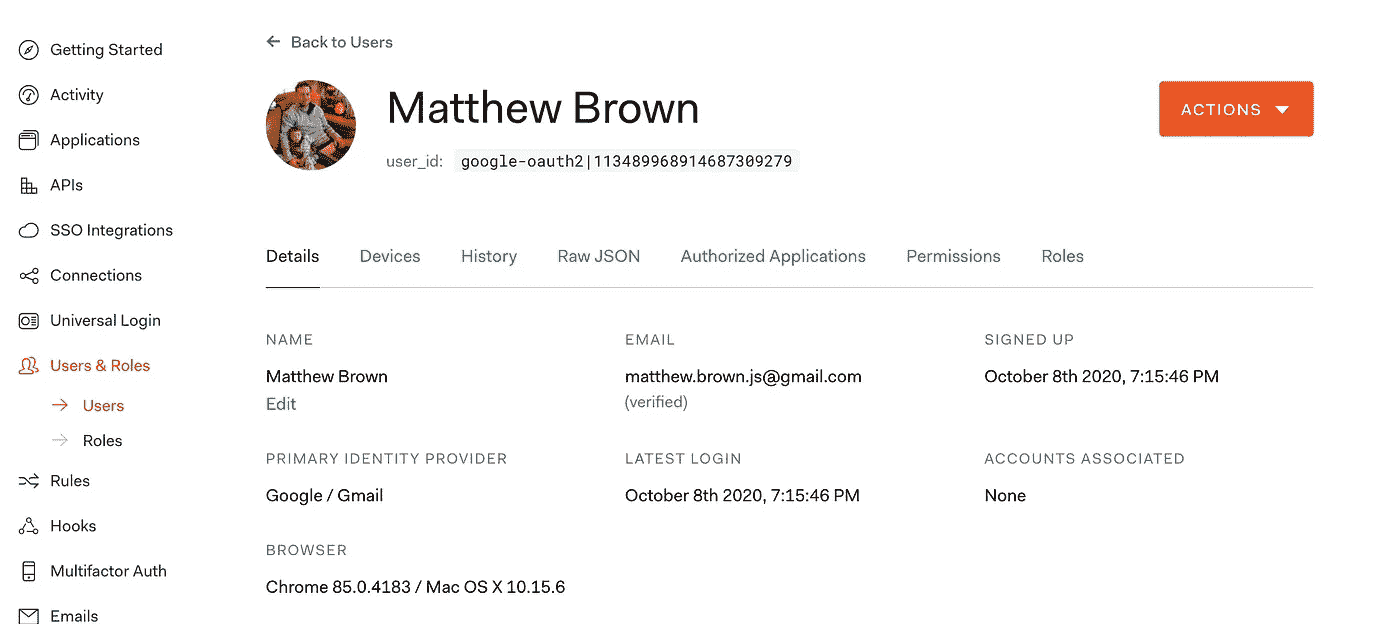 Getting Started
Activity
Applications
APIs
SSO Integrations
Connections
Universal Login
Users & Roles
Users
Roles
Rules
Hooks
Multifactor Auth
Emails
Back to Users
Matthew Brown
user_id: google-oauth2|113489968914687309279
ACTIONS
Details Devices History Raw JSON Authorized Applications Permissions Roles
NAME EMAIL SIGNED UP
Matthew Brown matthew.brown.js@gmail.com October 8th 2020, 7:15:46 PM
Edit (verified)
PRIMARY IDENTITY PROVIDER LATEST LOGIN ACCOUNTS ASSOCIATED
Google / Gmail October 8th 2020, 7:15:46 PM None
BROWSER
Chrome 85.0.4183 / Mac OS X 10.15.6